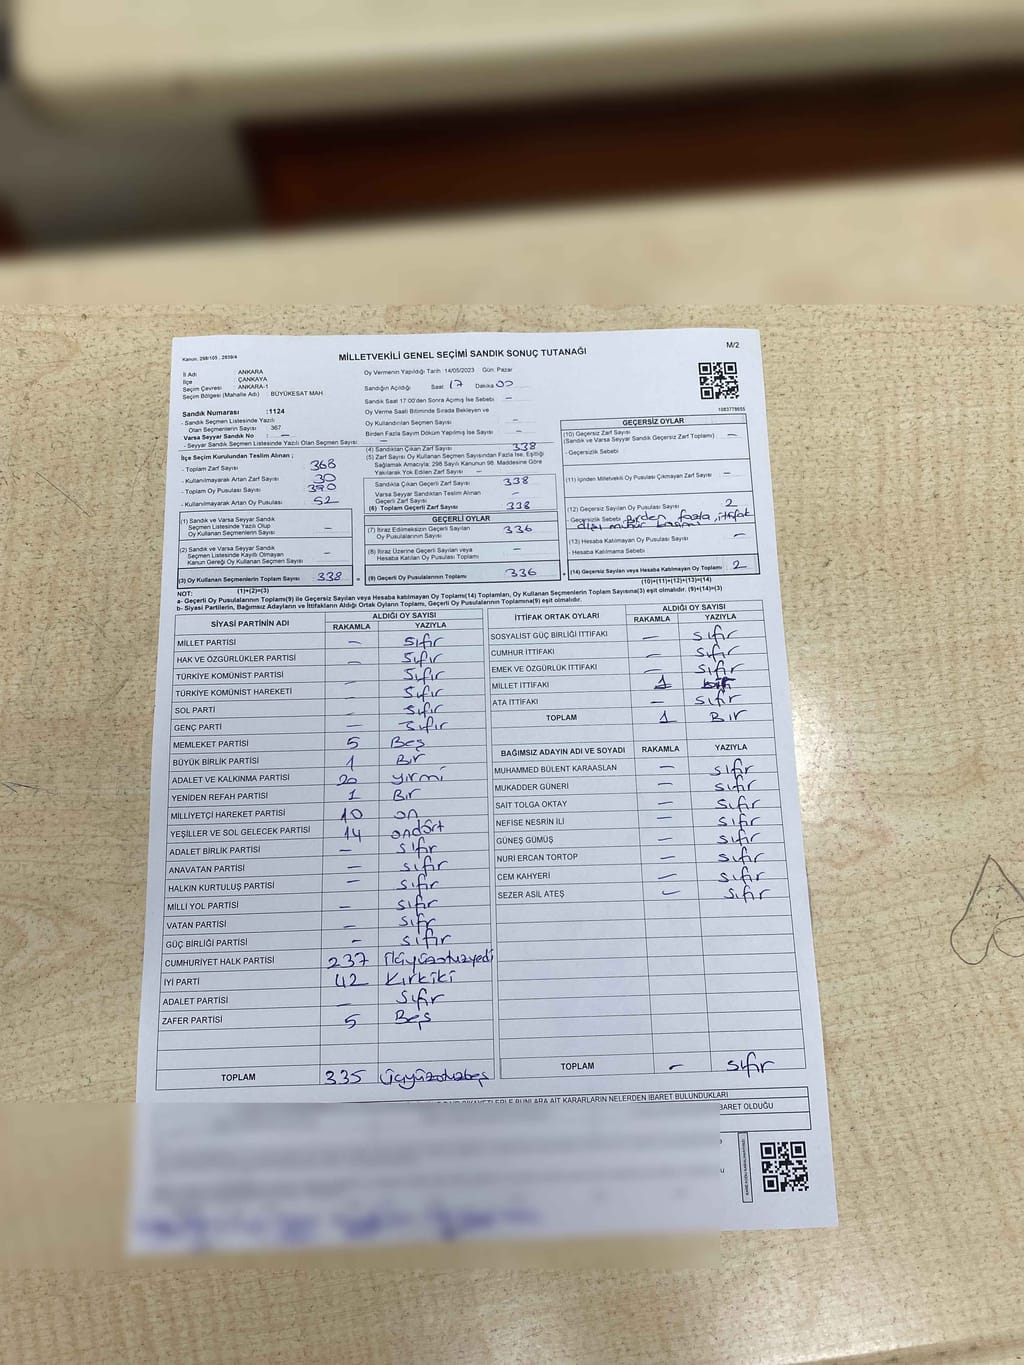 Kanun: 298/105 , 2839/4
M/2
MİLLETVEKİLİ GENEL SEÇİMİ SANDIK SONUÇ TUTANAĞI
İl Adı : ANKARA
İlçe : ÇANKAYA
Seçim Çevresi : ANKARA-1
Seçim Bölgesi (Mahalle Adı) : BÜYÜKESAT MAH.
Sandık Numarası :1124
- Sandık Seçmen Listesinde Yazılı
Olan Seçmenlerin Sayısı: 367
Varsa Seyyar Sandık No : —
- Seyyar Sandık Seçmen Listesinde Yazılı Olan Seçmen Sayısı: —
Oy Vermenin Yapıldığı Tarih 14/05/2023 Gün: Pazar
Sandığın Açıldığı Saat 17 Dakika 00
Sandık Saat 17:00'den Sonra Açılmış İse Sebebi —
Oy Verme Saati Bitiminde Sırada Bekleyen ve
Oy Kullandırılan Seçmen Sayısı —
Birden Fazla Sayım Döküm Yapılmış İse Sayısı —
1083778655
İlçe Seçim Kurulundan Teslim Alınan ;
- Toplam Zarf Sayısı 368
- Kullanılmayarak Artan Zarf Sayısı 30
- Toplam Oy Pusulası Sayısı 390
- Kullanılmayarak Artan Oy Pusulası 52
(1) Sandık ve Varsa Seyyar Sandık
Seçmen Listesinde Yazılı Olup
Oy Kullanan Seçmenlerin Sayısı —
(2) Sandık ve Varsa Seyyar Sandık
Seçmen Listesinde Kayıtlı Olmayan
Kanun Gereği Oy Kullanan Seçmen Sayısı —
(3) Oy Kullanan Seçmenlerin Toplam Sayısı 338
(1)+(2)=(3)
(4) Sandıktan Çıkan Zarf Sayısı 338
(5) Zarf Sayısı Oy Kullanan Seçmen Sayısından Fazla İse, Eşitliği
Sağlamak Amacıyla; 298 Sayılı Kanunun 98. Maddesine Göre
Yakılarak Yok Edilen Zarf Sayısı —
Sandıkta Çıkan Geçerli Zarf Sayısı 338
Varsa Seyyar Sandıktan Teslim Alınan
Geçerli Zarf Sayısı —
(6) Toplam Geçerli Zarf Sayısı 338
GEÇERLİ OYLAR
(7) İtiraz Edilmeksizin Geçerli Sayılan
Oy Pusulalarının Sayısı 336
(8) İtiraz Üzerine Geçerli Sayılan veya
Hesaba Katılan Oy Pusulası Toplamı —
= (9) Geçerli Oy Pusulalarının Toplamı 336
GEÇERSİZ OYLAR
(10) Geçersiz Zarf Sayısı
(Sandık ve Varsa Seyyar Sandık Geçersiz Zarf Toplamı) —
- Geçersizlik Sebebi
(11) İçinden Milletvekili Oy Pusulası Çıkmayan Zarf Sayısı —
(12) Geçersiz Sayılan Oy Pusulası Sayısı 2
- Geçersizlik Sebebi Birden fazla, ittifak
dışı mühür basımı
(13) Hesaba Katılmayan Oy Pusulası Sayısı —
- Hesaba Katılmama Sebebi
+ (14) Geçersiz Sayılan veya Hesaba Katılmayan Oy Toplamı 2
(10)+(11)+(12)+(13)=(14)
NOT:
a- Geçerli Oy Pusulalarının Toplamı(9) ile Geçersiz Sayılan veya Hesaba katılmayan Oy Toplamı(14) Toplamları, Oy Kullanan Seçmenlerin Toplam Sayısına(3) eşit olmalıdır. (9)+(14)=(3)
b- Siyasi Partilerin, Bağımsız Adayların ve İttifakların Aldığı Ortak Oyların Toplamı, Geçerli Oy Pusulalarının Toplamına(9) eşit olmalıdır.
SİYASİ PARTİNİN ADI ALDIĞI OY SAYISI
RAKAMLA YAZIYLA
MİLLET PARTİSİ — Sıfır
HAK VE ÖZGÜRLÜKLER PARTİSİ — Sıfır
TÜRKİYE KOMÜNİST PARTİSİ — Sıfır
TÜRKİYE KOMÜNİST HAREKETİ — Sıfır
SOL PARTİ — Sıfır
GENÇ PARTİ — Sıfır
MEMLEKET PARTİSİ 5 Beş
BÜYÜK BİRLİK PARTİSİ 1 Bir
ADALET VE KALKINMA PARTİSİ 20 yirmi
YENİDEN REFAH PARTİSİ 1 Bir
MİLLİYETÇİ HAREKET PARTİSİ 10 on
YEŞİLLER VE SOL GELECEK PARTİSİ 14 ondört
ADALET BİRLİK PARTİSİ — Sıfır
ANAVATAN PARTİSİ — Sıfır
HALKIN KURTULUŞ PARTİSİ — Sıfır
MİLLİ YOL PARTİSİ — Sıfır
VATAN PARTİSİ — Sıfır
GÜÇ BİRLİĞİ PARTİSİ — sıfır
CUMHURİYET HALK PARTİSİ 237 İkiyüzotuzyedi
İYİ PARTİ 42 Kırkiki
ADALET PARTİSİ — Sıfır
ZAFER PARTİSİ 5 Beş
TOPLAM 335 Üçyüzotuzbeş
İTTİFAK ORTAK OYLARI ALDIĞI OY SAYISI
RAKAMLA YAZIYLA
SOSYALİST GÜÇ BİRLİĞİ İTTİFAKI — Sıfır
CUMHUR İTTİFAKI — Sıfır
EMEK VE ÖZGÜRLÜK İTTİFAKI — Sıfır
MİLLET İTTİFAKI 1 bir
ATA İTTİFAKI — Sıfır
TOPLAM 1 Bir
BAĞIMSIZ ADAYIN ADI VE SOYADI RAKAMLA YAZIYLA
MUHAMMED BÜLENT KARAASLAN — Sıfır
MUKADDER GÜNERİ — Sıfır
SAİT TOLGA OKTAY — Sıfır
NEFİSE NESRİN İLİ — Sıfır
GÜNEŞ GÜMÜŞ — Sıfır
NURİ ERCAN TORTOP — Sıfır
CEM KAHYERİ — Sıfır
SEZER ASİL ATEŞ — Sıfır
TOPLAM — Sıfır
BUNLARA AİT KARARLARIN NELERDEN İBARET BULUNDUKLARI
İBARET OLDUĞU